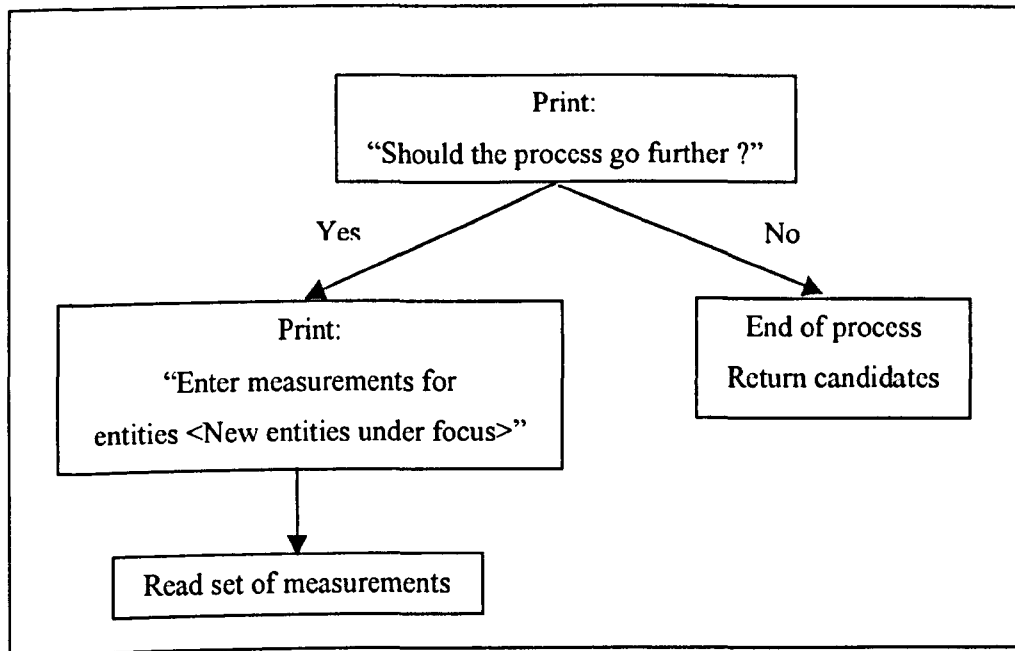 Print:
“Should the process go further ?”
Yes
No
Print:
“Enter measurements for
entities <New entities under focus>”
End of process
Return candidates
Read set of measurements